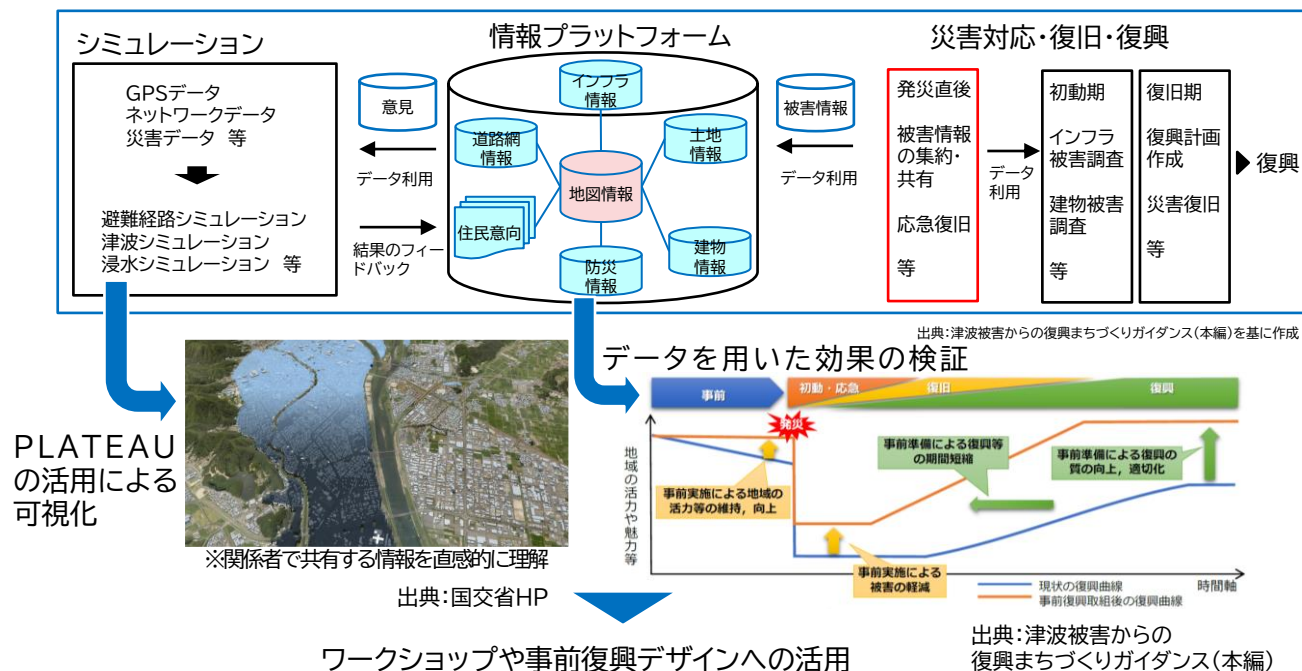 シミュレーション
GPSデータ
ネットワークデータ
災害データ 等
避難経路シミュレーション
津波シミュレーション
浸水シミュレーション 等
意見
データ利用
結果のフィー
ドバック
情報プラットフォーム
インフラ
情報
道路網
情報
土地
情報
地図情報
住民意向
建物
情報
防災
情報
被害情報
データ利用
災害対応・復旧・復興
発災直後
被害情報
の集約・
共有
応急復旧
等
データ
利用
初動期
インフラ
被害調査
建物被害
調査
等
復旧期
復興計画
作成
災害復旧
等
復興
出典:津波被害からの復興まちづくりガイダンス(本編)を基に作成
PLATEAU
の活用による
可視化
※関係者で共有する情報を直感的に理解
出典:国交省HP
データを用いた効果の検証
事前
初動・応急
復旧
復興
発災
地域の活力や魅力等
事前実施による地域の
活力等の維持，向上
事前準備による復興等
の期間短縮
事前準備による復興の
質の向上，適切化
事前実施による
被害の軽減
現状の復興曲線
事前復興取組後の復興曲線
時間軸
出典:津波被害からの
復興まちづくりガイダンス(本編)
ワークショップや事前復興デザインへの活用